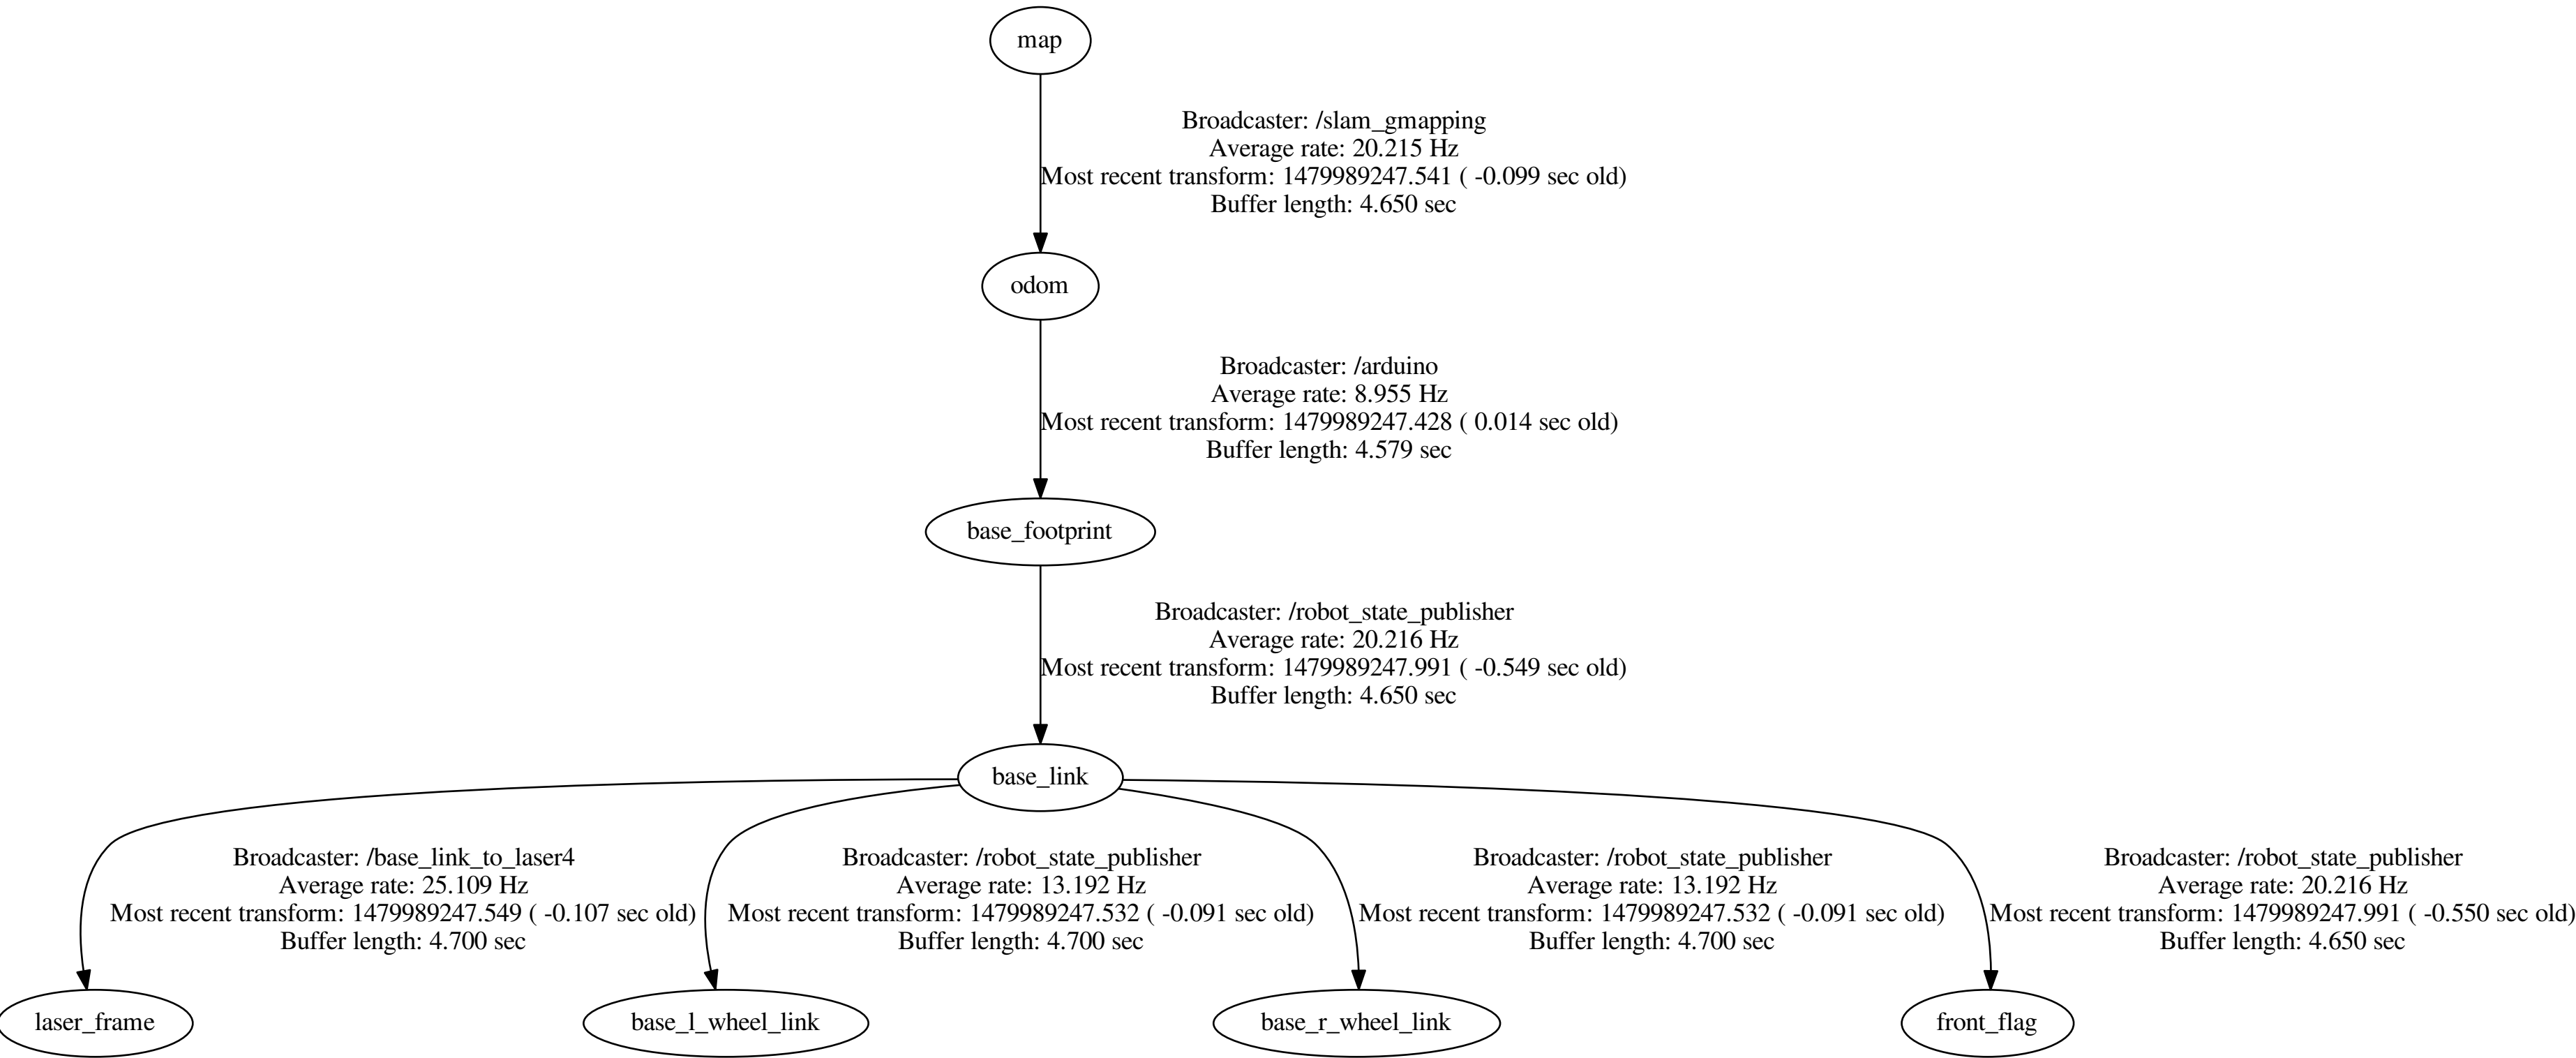 map
Broadcaster: /slam_gmapping
Average rate: 20.215 Hz
Most recent transform: 1479989247.541 ( -0.099 sec old)
Buffer length: 4.650 sec
odom
Broadcaster: /arduino
Average rate: 8.955 Hz
Most recent transform: 1479989247.428 ( 0.014 sec old)
Buffer length: 4.579 sec
base_footprint
Broadcaster: /robot_state_publisher
Average rate: 20.216 Hz
Most recent transform: 1479989247.991 ( -0.549 sec old)
Buffer length: 4.650 sec
base_link
Broadcaster: /base_link_to_laser4
Average rate: 25.109 Hz
Most recent transform: 1479989247.549 ( -0.107 sec old)
Buffer length: 4.700 sec
Broadcaster: /robot_state_publisher
Average rate: 13.192 Hz
Most recent transform: 1479989247.532 ( -0.091 sec old)
Buffer length: 4.700 sec
Broadcaster: /robot_state_publisher
Average rate: 13.192 Hz
Most recent transform: 1479989247.532 ( -0.091 sec old)
Buffer length: 4.700 sec
Broadcaster: /robot_state_publisher
Average rate: 20.216 Hz
Most recent transform: 1479989247.991 ( -0.550 sec old)
Buffer length: 4.650 sec
laser_frame
base_l_wheel_link
base_r_wheel_link
front_flag